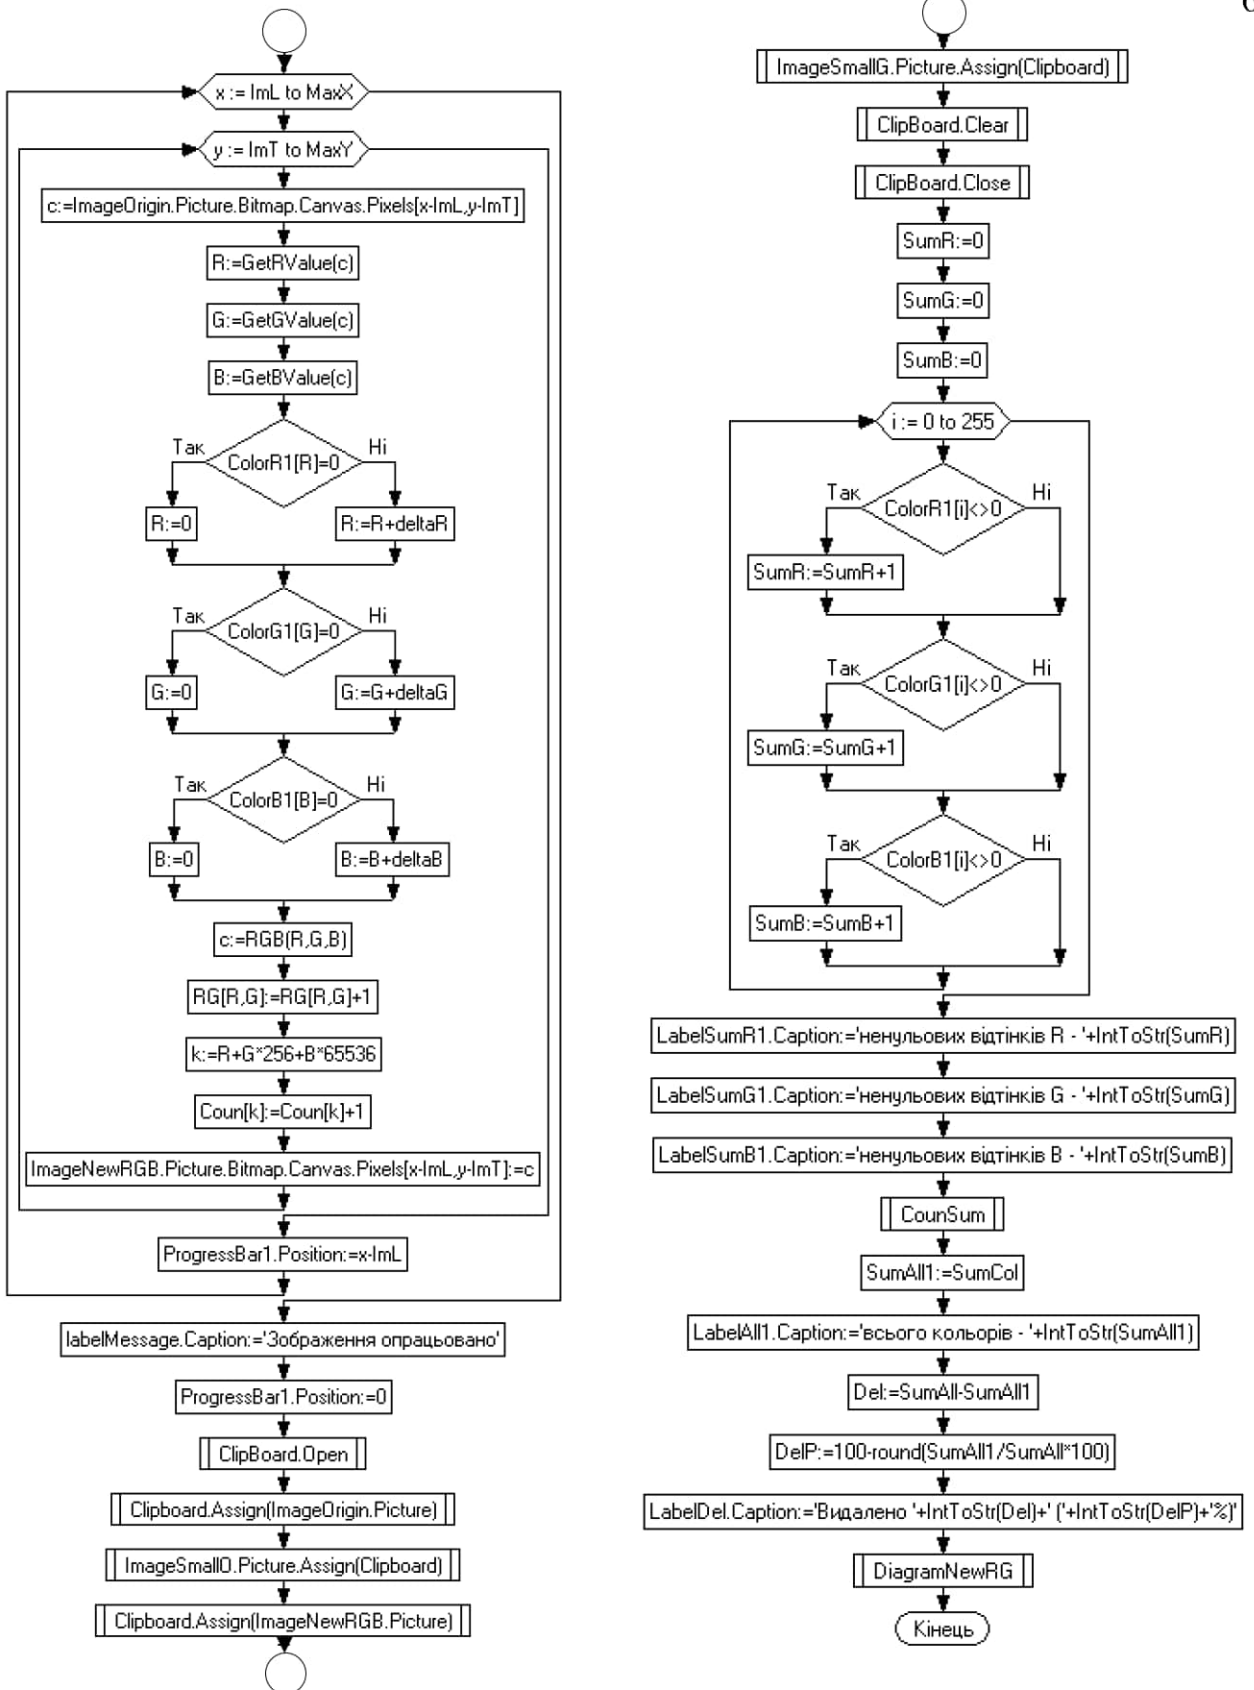 x := ImL to MaxX
y := ImT to MaxY
c:=ImageOrigin.Picture.Bitmap.Canvas.Pixels[x-ImL,y-ImT]
R:=GetRValue(c)
G:=GetGValue(c)
B:=GetBValue(c)
Так
Ні
ColorR1[R]=0
R:=0
R:=R+deltaR
Так
Ні
ColorG1[G]=0
G:=0
G:=G+deltaG
Так
Ні
ColorB1[B]=0
B:=0
B:=B+deltaB
c:=RGB(R,G,B)
RG[R,G]:=RG[R,G]+1
k:=R+G*256+B*65536
Coun[k]:=Coun[k]+1
ImageNewRGB.Picture.Bitmap.Canvas.Pixels[x-ImL,y-ImT]:=c
ProgressBar1.Position:=x-ImL
labelMessage.Caption:='Зображення опрацьовано'
ProgressBar1.Position:=0
ClipBoard.Open
Clipboard.Assign(ImageOrigin.Picture)
ImageSmallO.Picture.Assign(Clipboard)
Clipboard.Assign(ImageNewRGB.Picture)
ImageSmallG.Picture.Assign(Clipboard)
ClipBoard.Clear
ClipBoard.Close
SumR:=0
SumG:=0
SumB:=0
i := 0 to 255
Так
Ні
ColorR1[i]<>0
SumR:=SumR+1
Так
Ні
ColorG1[i]<>0
SumG:=SumG+1
Так
Ні
ColorB1[i]<>0
SumB:=SumB+1
LabelSumR1.Caption:='ненульових відтінків R - '+IntToStr(SumR)
LabelSumG1.Caption:='ненульових відтінків G - '+IntToStr(SumG)
LabelSumB1.Caption:='ненульових відтінків B - '+IntToStr(SumB)
CounSum
SumAll1:=SumCol
LabelAll1.Caption:='всього кольорів - '+IntToStr(SumAll1)
Del:=SumAll-SumAll1
DelP:=100-round(SumAll1/SumAll*100)
LabelDel.Caption:='Видалено '+IntToStr(Del)+' ('+IntToStr(DelP)+'%)'
DiagramNewRG
Кінець